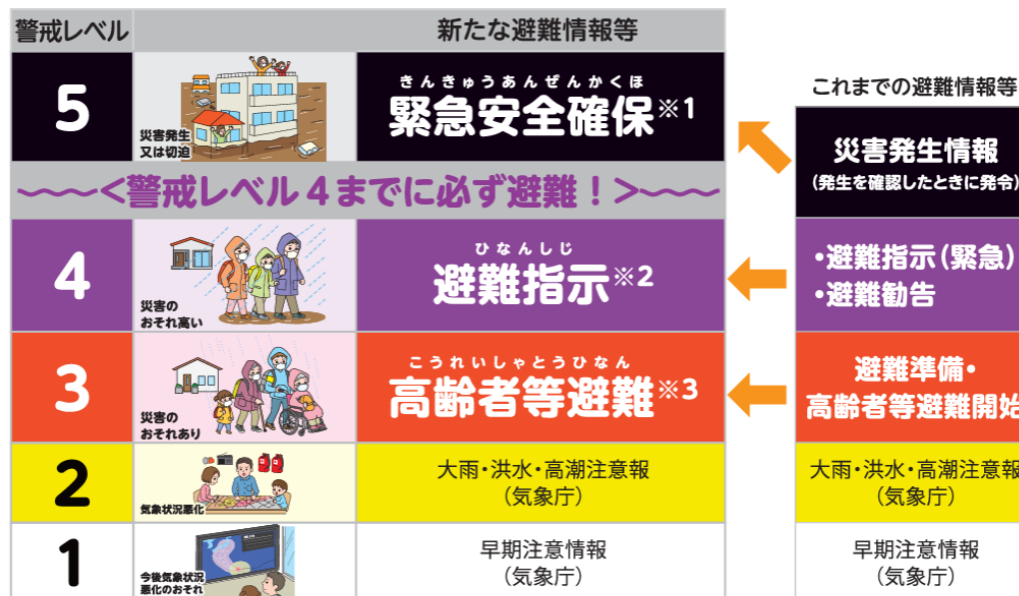 警戒レベル
新たな避難情報等
5
災害発生
又は切迫
きんきゅうあんぜんかくほ
緊急安全確保※1
〜〜〜<警戒レベル4までに必ず避難!>〜〜〜
4
災害の
おそれ高い
ひなんしじ
避難指示※2
3
災害の
おそれあり
こうれいしゃとうひなん
高齢者等避難※3
2
気象状況悪化
大雨・洪水・高潮注意報
(気象庁)
1
今後気象状況
悪化のおそれ
早期注意情報
(気象庁)
これまでの避難情報等
災害発生情報
(発生を確認したときに発令)
・避難指示(緊急)
・避難勧告
避難準備・
高齢者等避難開始
大雨・洪水・高潮注意報
(気象庁)
早期注意情報
(気象庁)